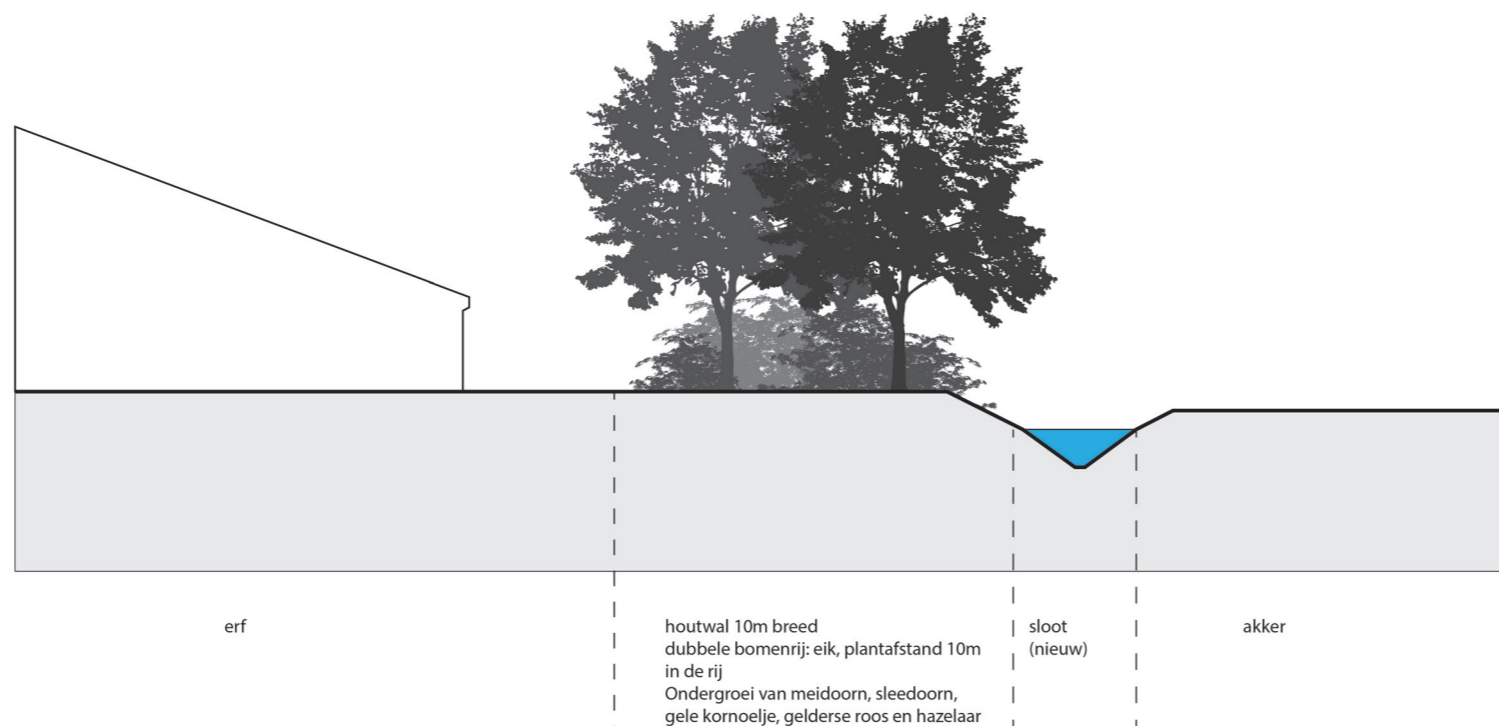 erf
houtwal 10m breed
dubbele bomenrij: eik, plantafstand 10m
in de rij
Ondergroei van meidoorn, sleedoorn,
gele kornoelje, gelderse roos en hazelaar
sloot
(nieuw)
akker